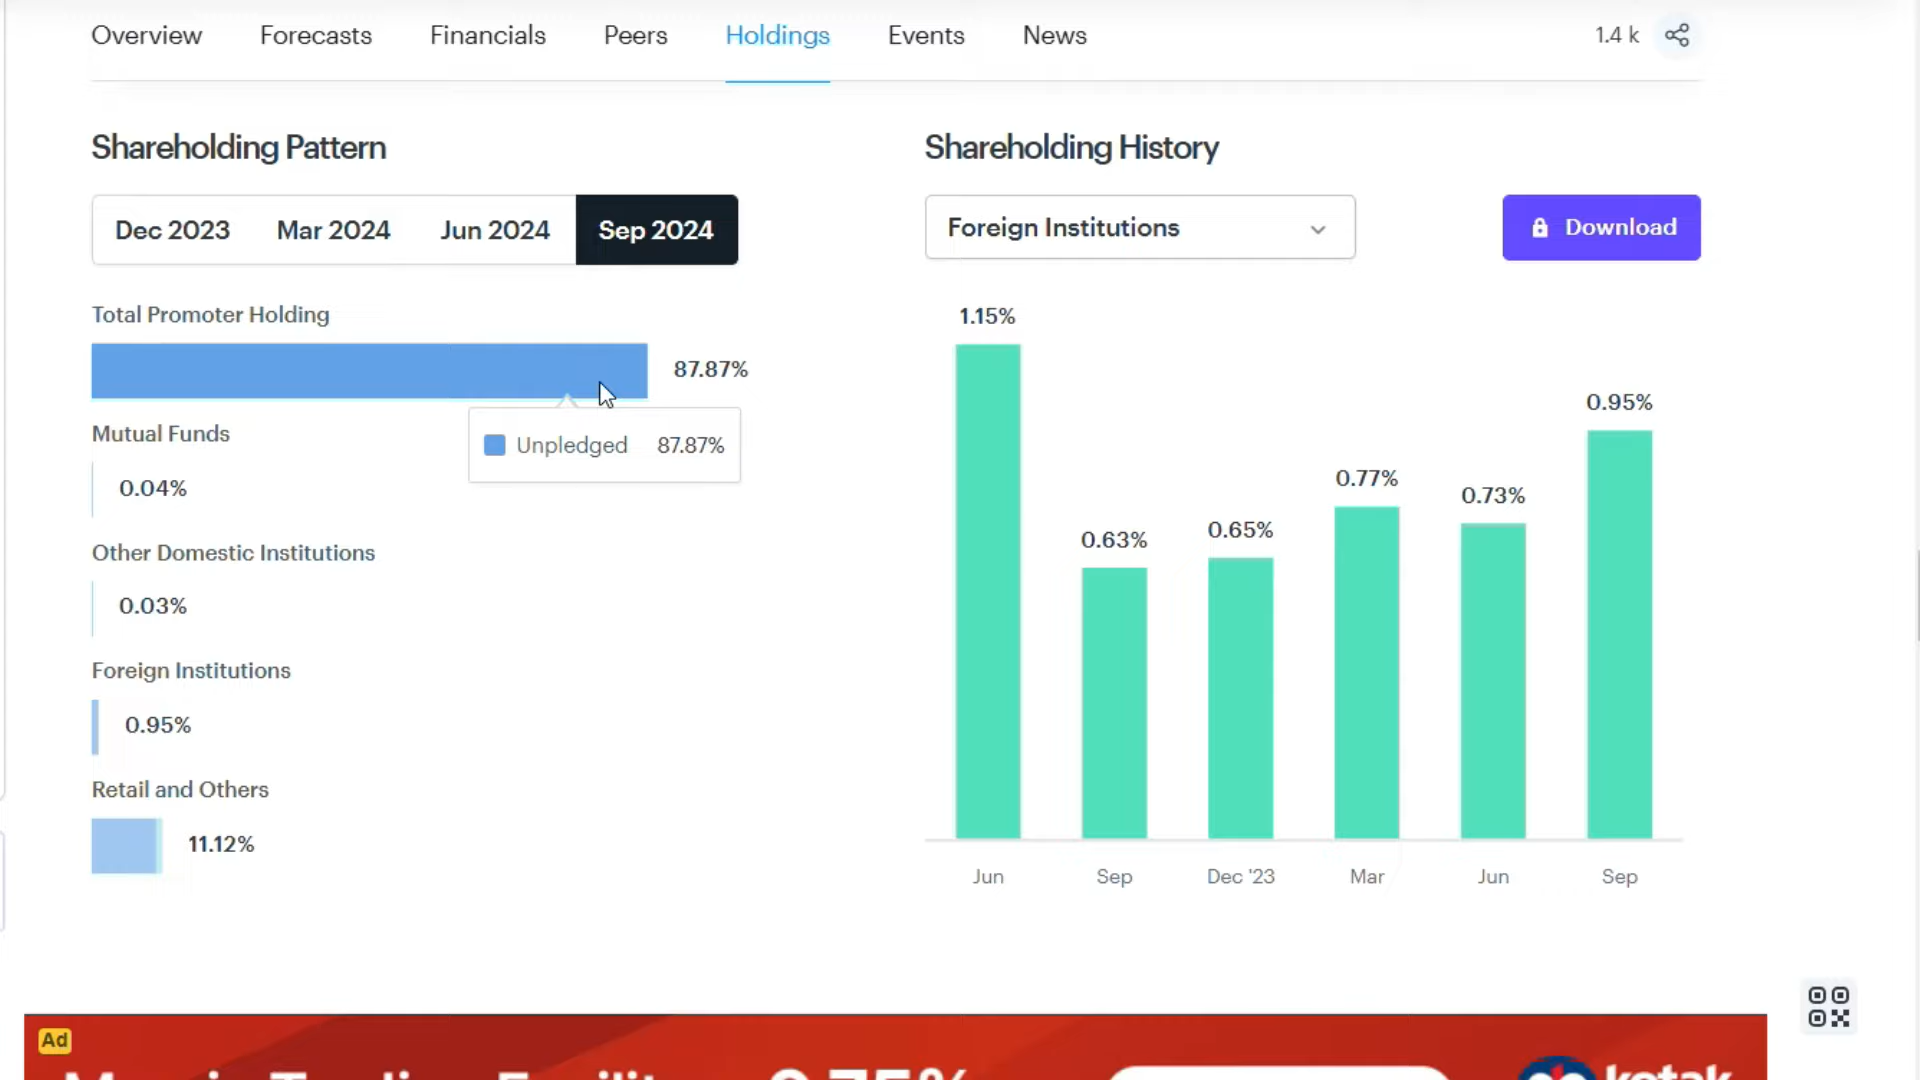 Overview Forecasts Financials Peers Holdings Events News 1.4 k
Shareholding Pattern
Dec 2023 Mar 2024 Jun 2024 Sep 2024
Total Promoter Holding
87.87%
Unpledged 87.87%
Mutual Funds
0.04%
Other Domestic Institutions
0.03%
Foreign Institutions
0.95%
Retail and Others
11.12%
Shareholding History
Foreign Institutions
Download
1.15% 0.63% 0.65% 0.77% 0.73% 0.95%
Jun Sep Dec '23 Mar Jun Sep
Ad
kotak